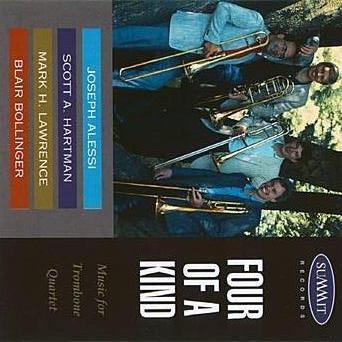 JOSEPH ALESSI
SCOTT A. HARTMAN
MARK H. LAWRENCE
BLAIR BOLLINGER
SUMMIT
RECORDS
FOUR
OF A
KIND
Music for
Trombone
Quartet